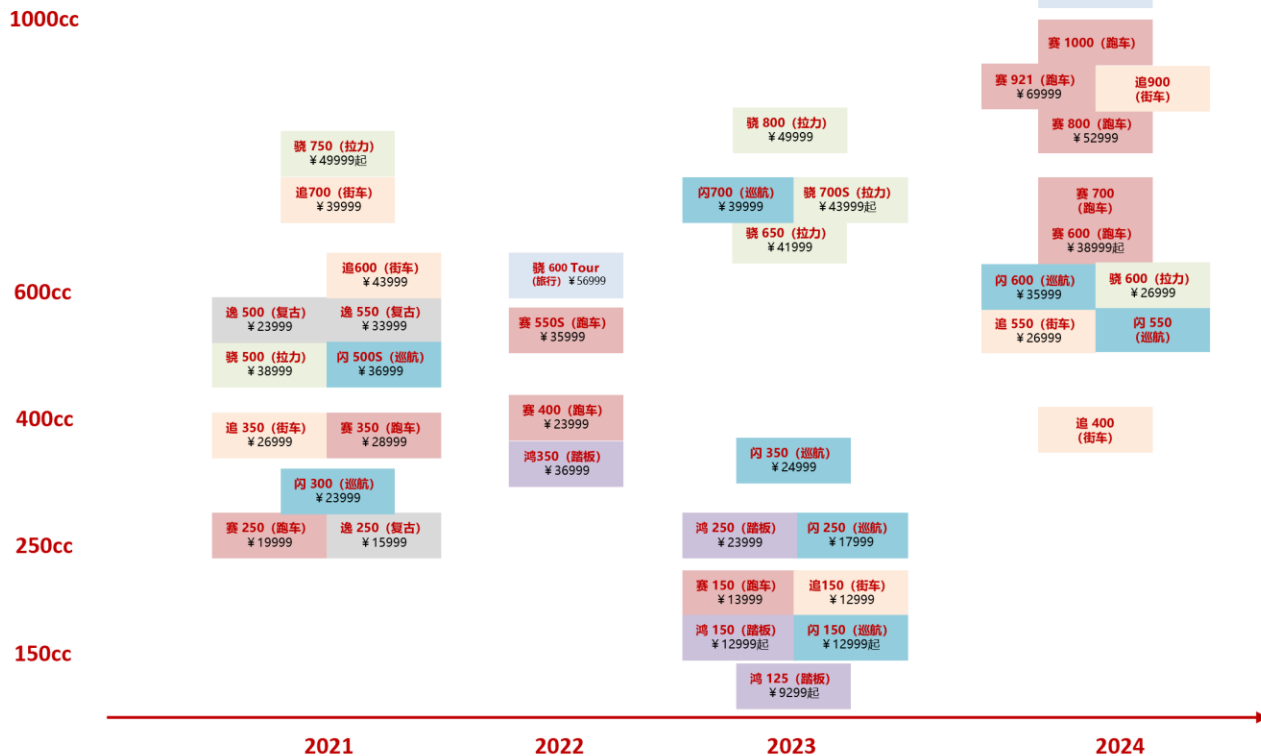 1000cc
赛 1000（跑车）
赛 921（跑车）
￥69999
追900
（街车）
骁 800（拉力）
￥49999
赛 800（跑车）
￥52999
骁 750（拉力）
￥49999起
追700（街车）
￥39999
闪700（巡航）
￥39999
骁 700S（拉力）
￥43999起
赛 700
（跑车）
骁 650（拉力）
￥41999
赛 600（跑车）
￥38999起
600cc
追600（街车）
￥43999
骁 600 Tour
（旅行）￥56999
闪 600（巡航）
￥35999
骁 600（拉力）
￥26999
逸 500（复古）
￥23999
逸 550（复古）
￥33999
赛 550S（跑车）
￥35999
追 550（街车）
￥26999
闪 550
（巡航）
骁 500（拉力）
￥38999
闪 500S（巡航）
￥36999
400cc
追 350（街车）
￥26999
赛 350（跑车）
￥28999
赛 400（跑车）
￥23999
追 400
（街车）
鸿350（踏板）
￥36999
闪 350（巡航）
￥24999
闪 300（巡航）
￥23999
250cc
赛 250（跑车）
￥19999
逸 250（复古）
￥15999
鸿 250（踏板）
￥23999
闪 250（巡航）
￥17999
赛 150（跑车）
￥13999
追150（街车）
￥12999
150cc
鸿 150（踏板）
￥12999起
闪 150（巡航）
￥12999起
鸿 125（踏板）
￥9299起
2021
2022
2023
2024